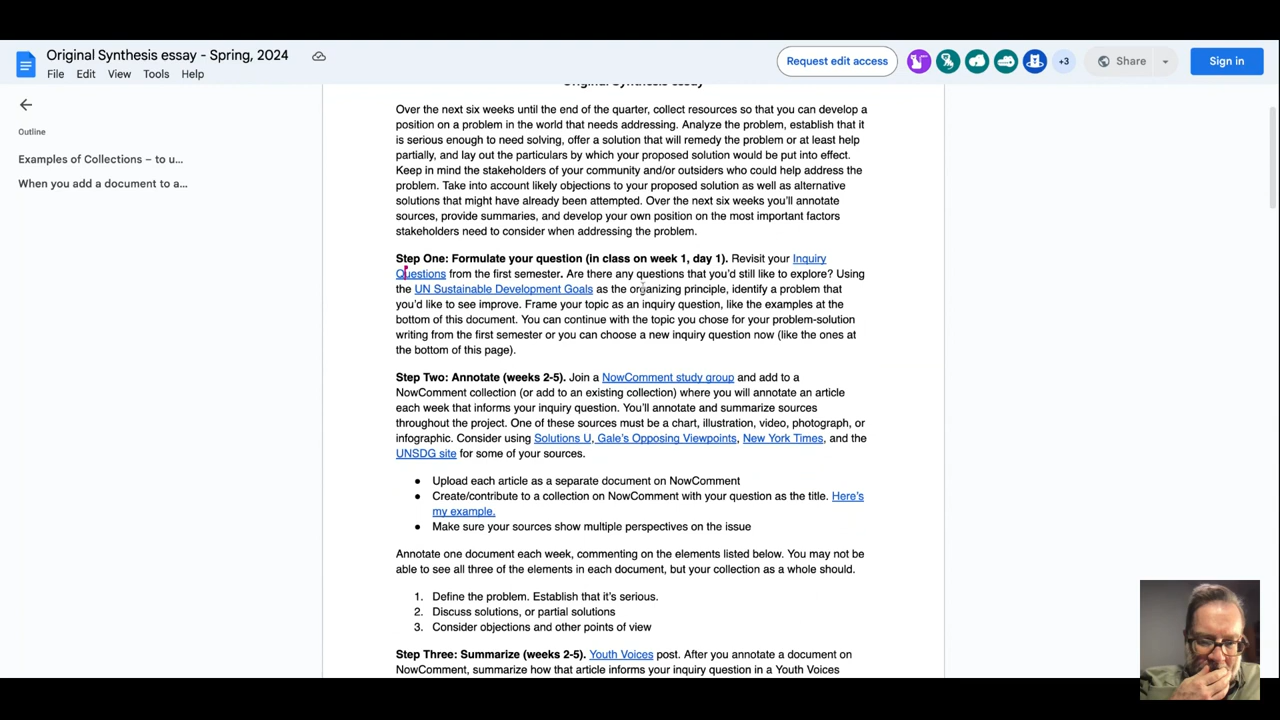 Original Synthesis essay - Spring, 2024
File Edit View Tools Help
Request edit access
+3
Share
Sign in
Outline
Examples of Collections – to u...
When you add a document to a...
Original Synthesis essay
Over the next six weeks until the end of the quarter, collect resources so that you can develop a
position on a problem in the world that needs addressing. Analyze the problem, establish that it
is serious enough to need solving, offer a solution that will remedy the problem or at least help
partially, and lay out the particulars by which your proposed solution would be put into effect.
Keep in mind the stakeholders of your community and/or outsiders who could help address the
problem. Take into account likely objections to your proposed solution as well as alternative
solutions that might have already been attempted. Over the next six weeks you'll annotate
sources, provide summaries, and develop your own position on the most important factors
stakeholders need to consider when addressing the problem.
Step One: Formulate your question (in class on week 1, day 1). Revisit your Inquiry
Questions from the first semester. Are there any questions that you'd still like to explore? Using
the UN Sustainable Development Goals as the organizing principle, identify a problem that
you'd like to see improve. Frame your topic as an inquiry question, like the examples at the
bottom of this document. You can continue with the topic you chose for your problem-solution
writing from the first semester or you can choose a new inquiry question now (like the ones at
the bottom of this page).
Step Two: Annotate (weeks 2-5). Join a NowComment study group and add to a
NowComment collection (or add to an existing collection) where you will annotate an article
each week that informs your inquiry question. You'll annotate and summarize sources
throughout the project. One of these sources must be a chart, illustration, video, photograph, or
infographic. Consider using Solutions U, Gale's Opposing Viewpoints, New York Times, and the
UNSDG site for some of your sources.
● Upload each article as a separate document on NowComment
● Create/contribute to a collection on NowComment with your question as the title. Here's
my example.
● Make sure your sources show multiple perspectives on the issue
Annotate one document each week, commenting on the elements listed below. You may not be
able to see all three of the elements in each document, but your collection as a whole should.
1. Define the problem. Establish that it's serious.
2. Discuss solutions, or partial solutions
3. Consider objections and other points of view
Step Three: Summarize (weeks 2-5). Youth Voices post. After you annotate a document on
NowComment, summarize how that article informs your inquiry question in a Youth Voices